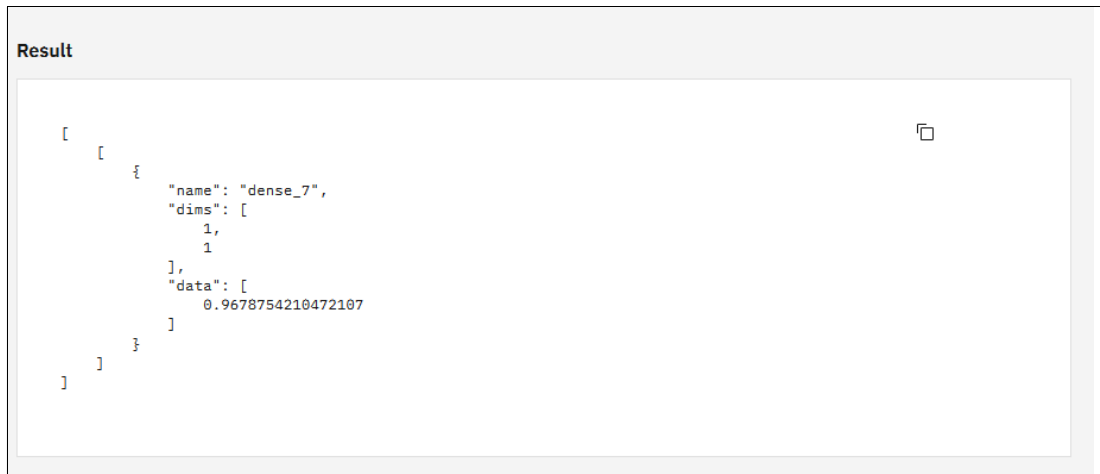 Result
[
[
{
"name": "dense_7",
"dims": [
1,
1
],
"data": [
0.9678754210472107
]
}
]
]